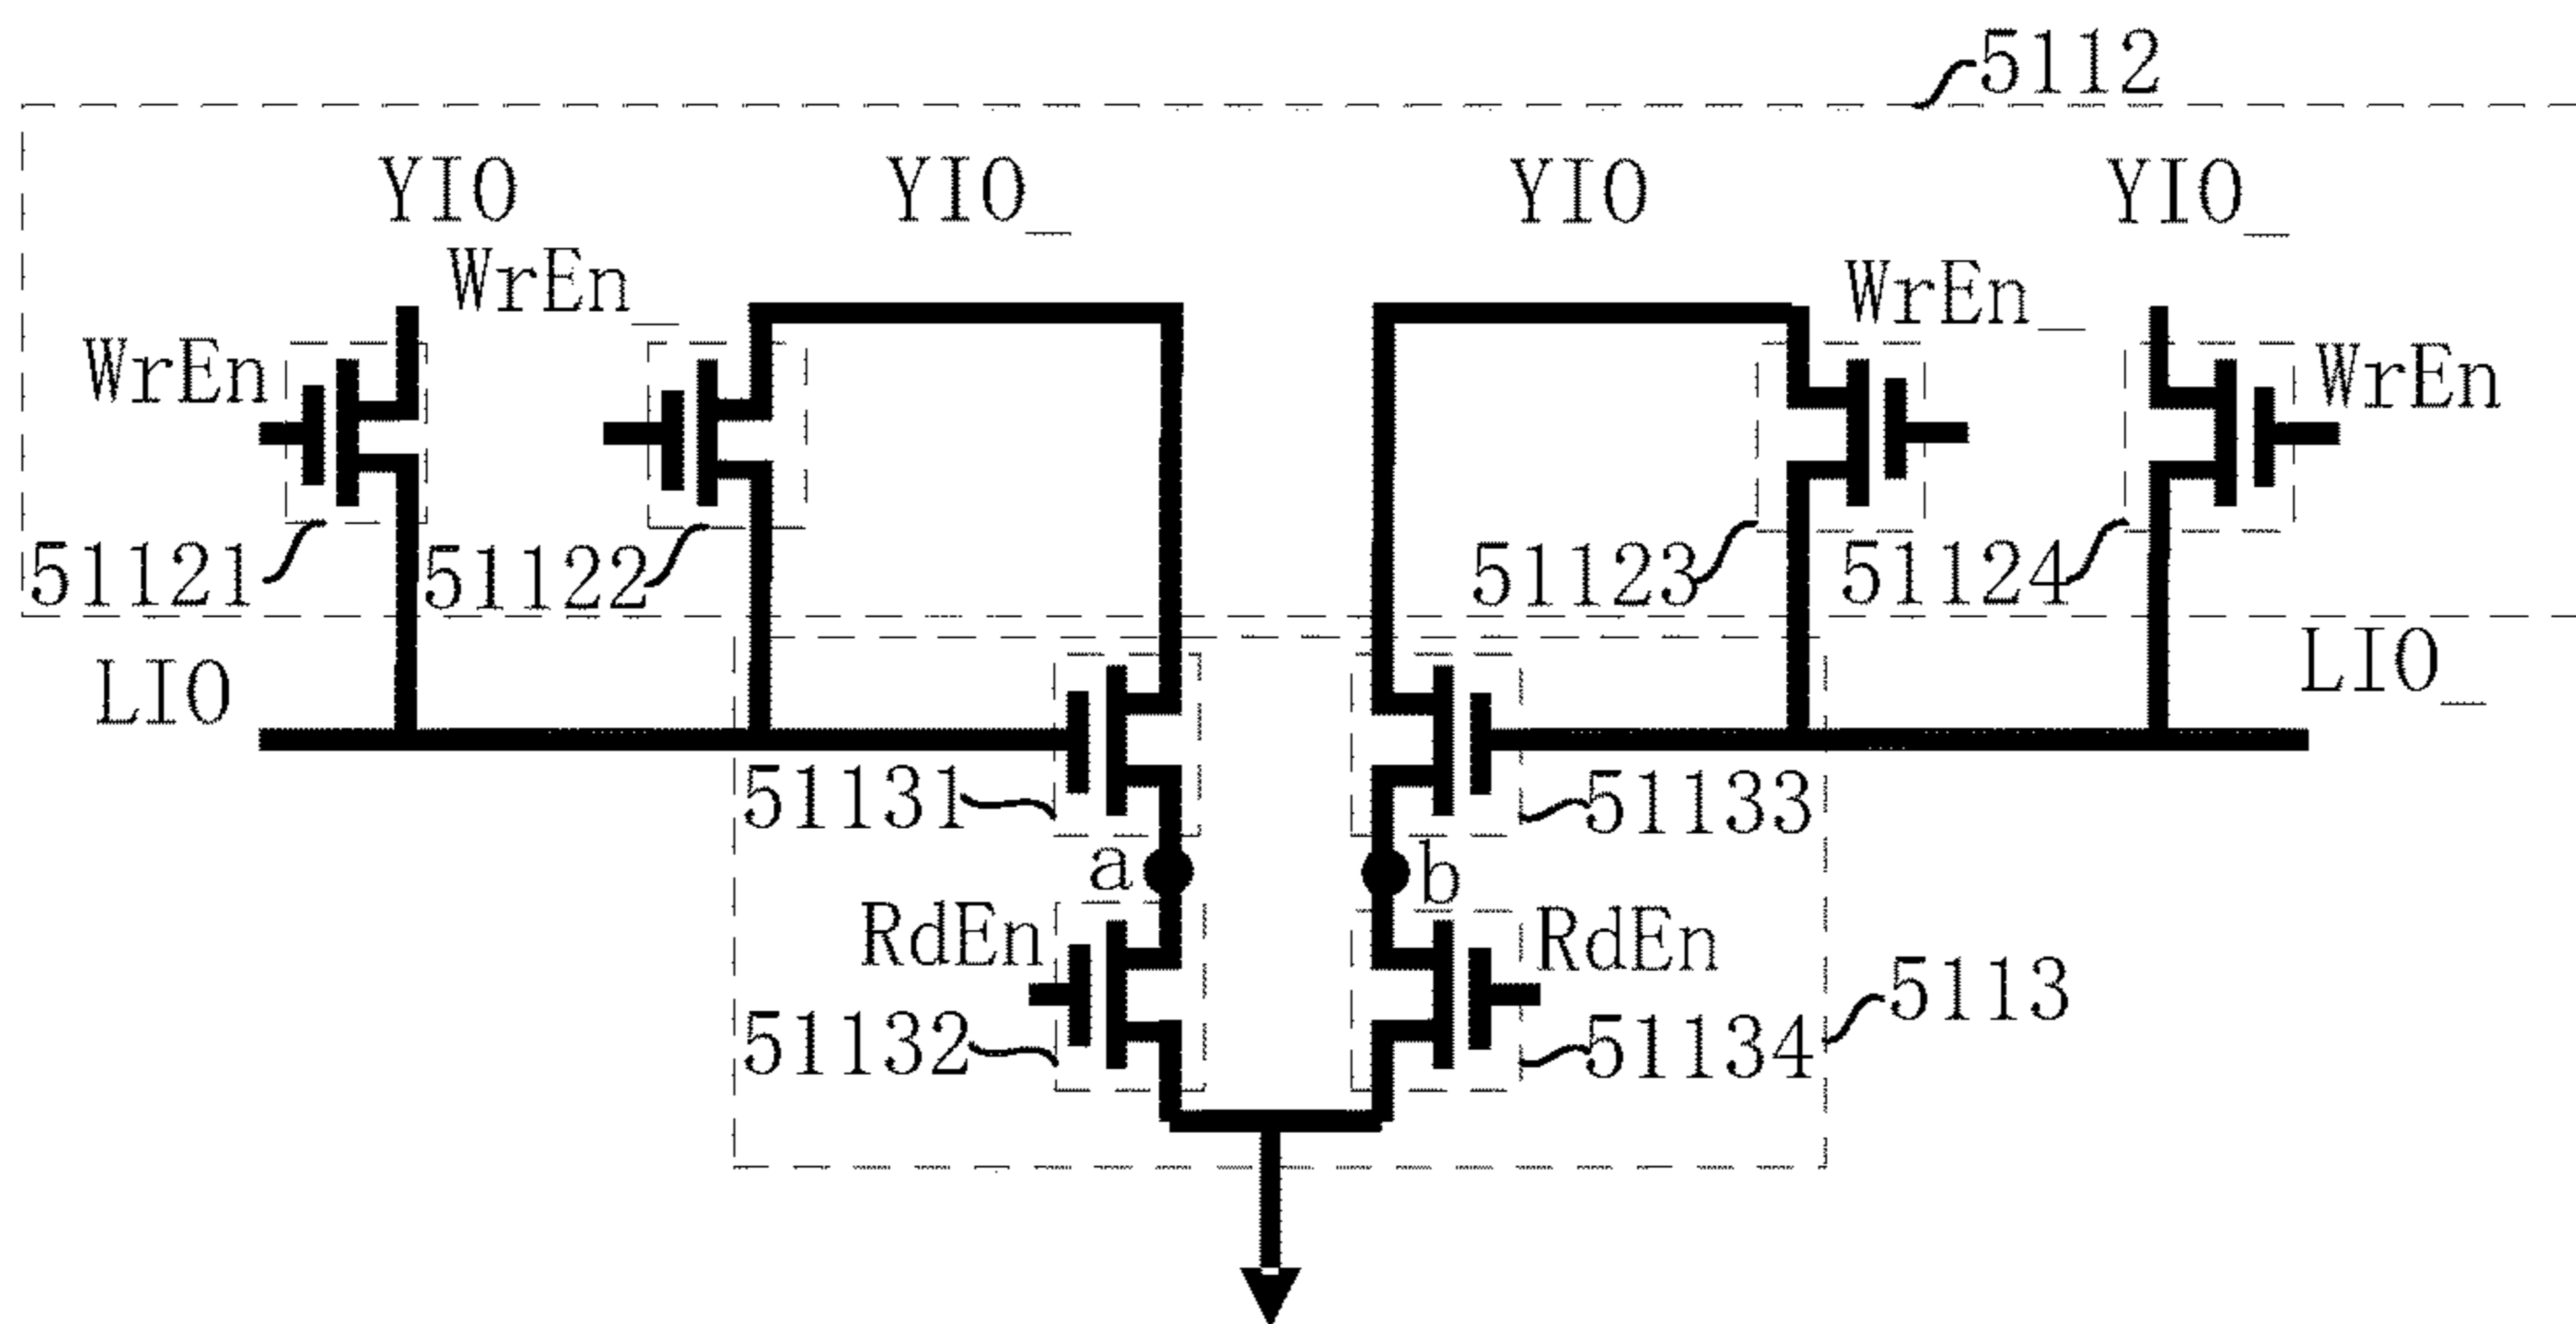 5112
YIO YIO_ YIO YIO_
WrEn WrEn_ WrEn_ WrEn
51121 51122 51123 51124
LIO LIO_
51131 51133
a b
RdEn RdEn
51132 51134 5113